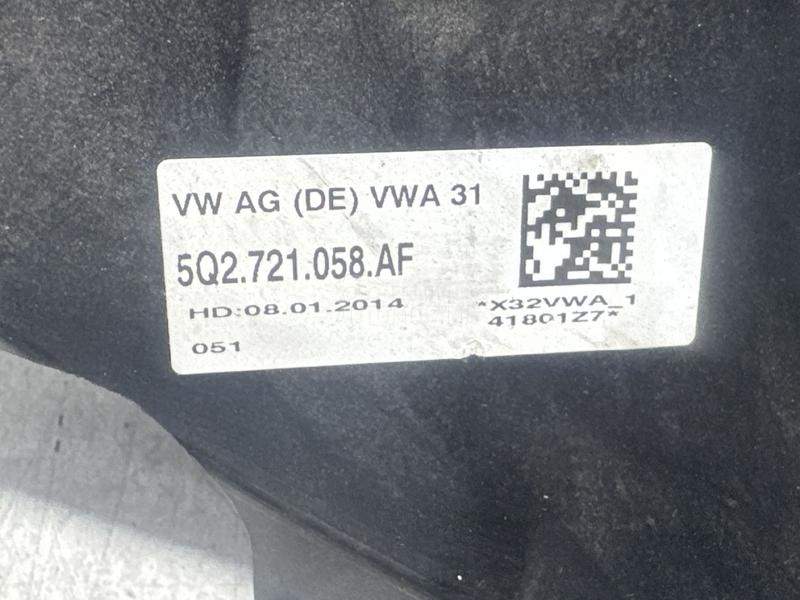 VW AG (DE) VWA 31
5Q2.721.058.AF
HD:08.01.2014
*X32VWA_1
41801Z7*
051